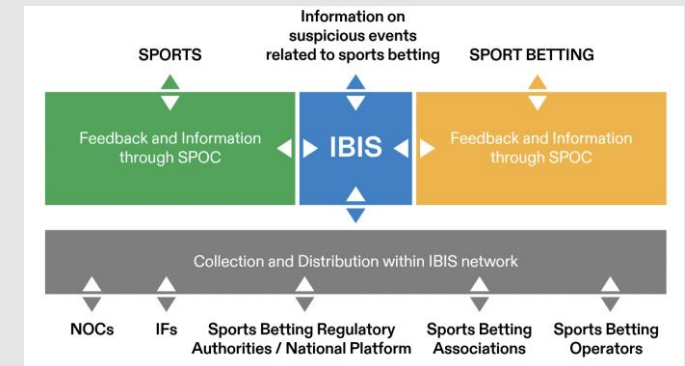 Information on
suspicious events
related to sports betting
SPORTS
SPORT BETTING
Feedback and Information
through SPOC
IBIS
Feedback and Information
through SPOC
Collection and Distribution within IBIS network
NOCs
IFs
Sports Betting Regulatory
Authorities / National Platform
Sports Betting
Associations
Sports Betting
Operators